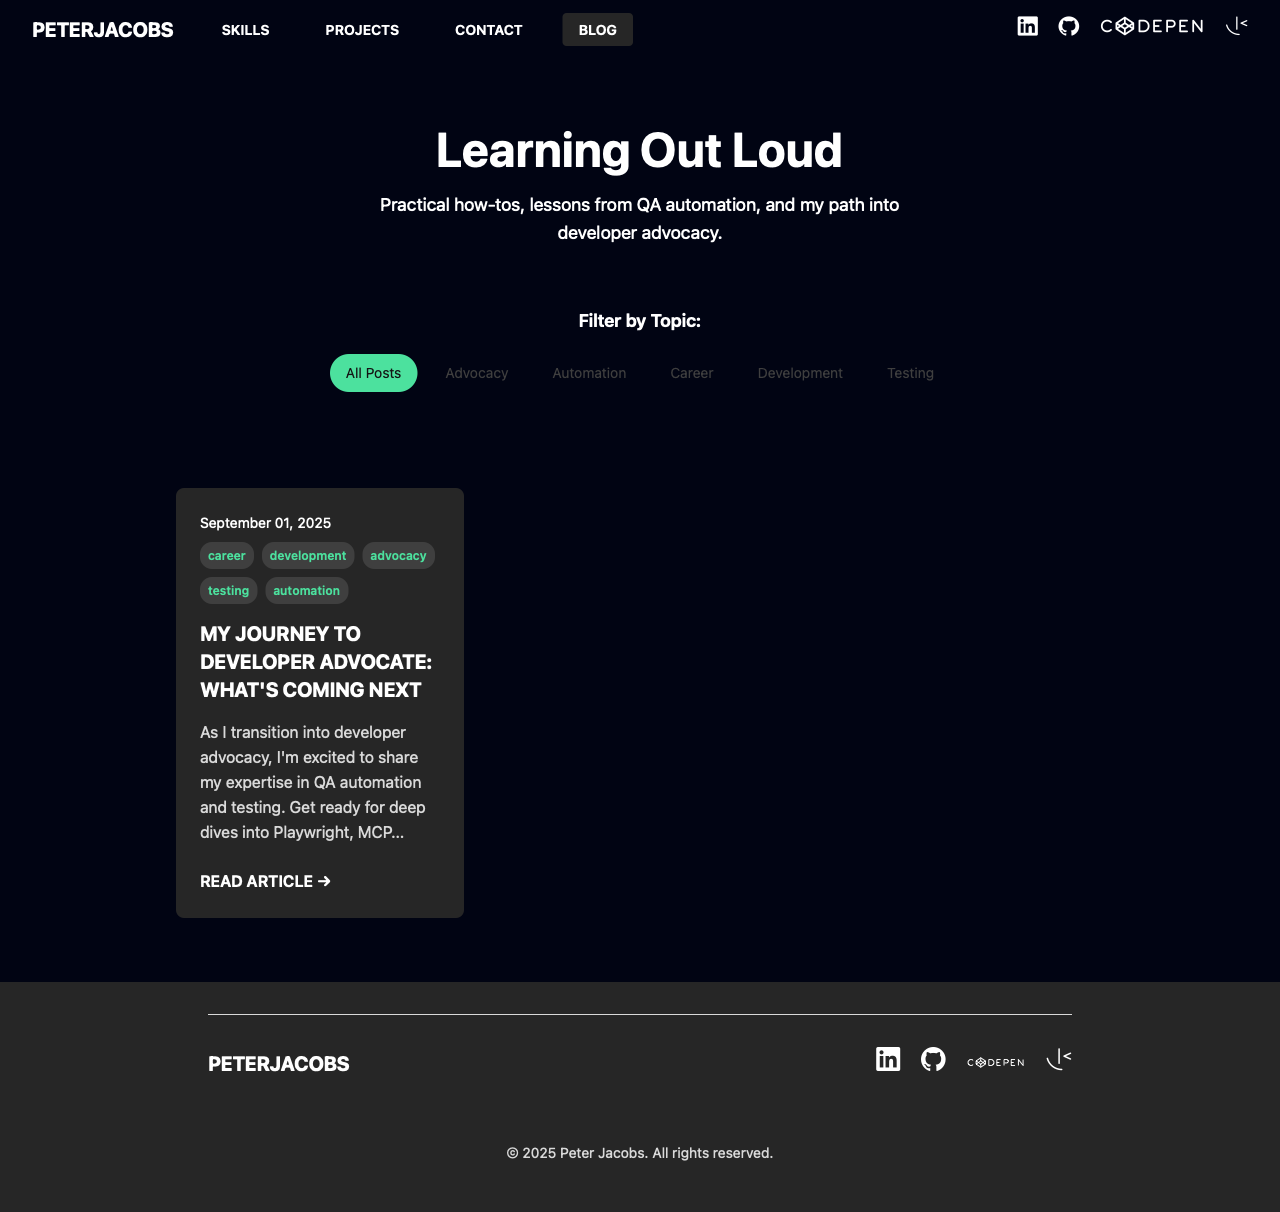 PETERJACOBS SKILLS PROJECTS CONTACT BLOG CODEPEN
Learning Out Loud
Practical how-tos, lessons from QA automation, and my path into
developer advocacy.
Filter by Topic:
All Posts Advocacy Automation Career Development Testing
September 01, 2025
career development advocacy
testing automation
MY JOURNEY TO
DEVELOPER ADVOCATE:
WHAT'S COMING NEXT
As I transition into developer
advocacy, I'm excited to share
my expertise in QA automation
and testing. Get ready for deep
dives into Playwright, MCP...
READ ARTICLE →
PETERJACOBS CODEPEN
© 2025 Peter Jacobs. All rights reserved.